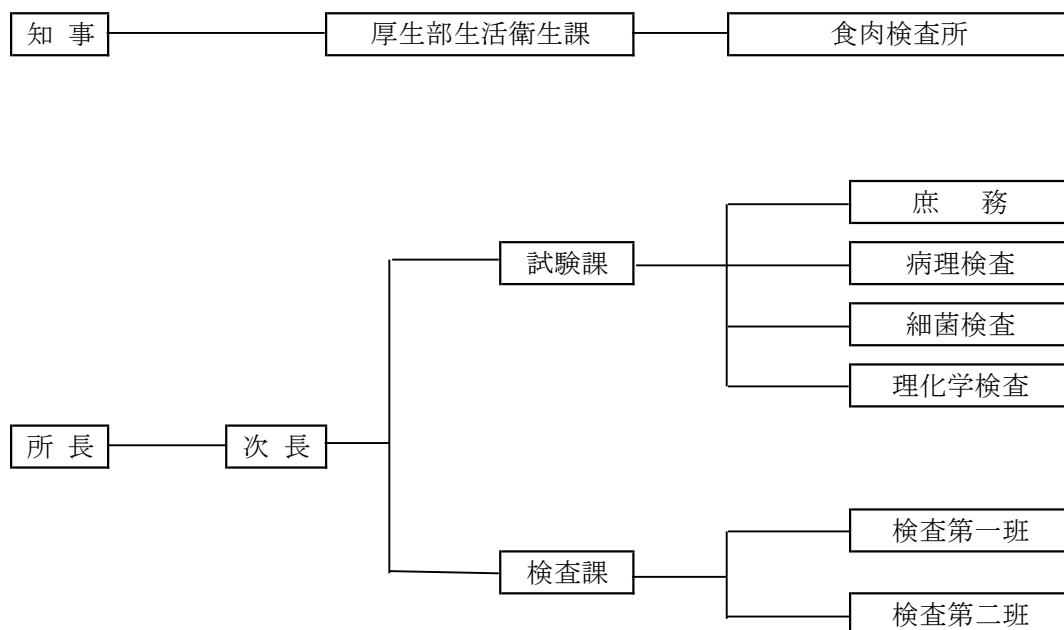 知 事 厚生部生活衛生課 食肉検査所
庶 務
試験課 病理検査
細菌検査
理化学検査
所 長 次 長
検査第一班
検査課
検査第二班